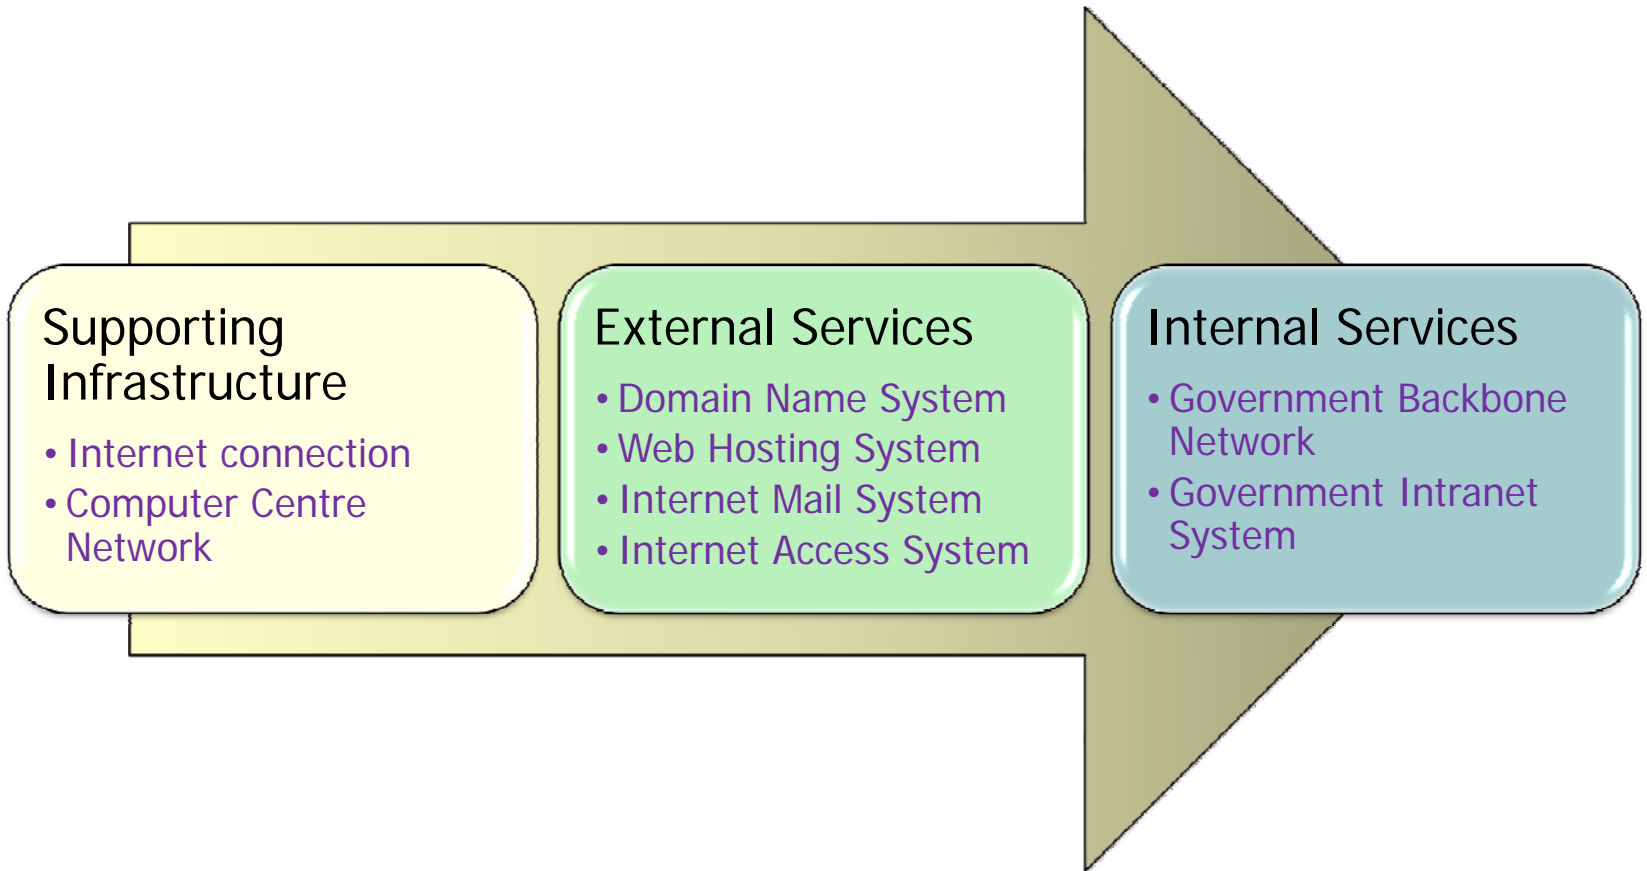 Supporting
Infrastructure
• Internet connection
• Computer Centre
Network
External Services
• Domain Name System
• Web Hosting System
• Internet Mail System
• Internet Access System
Internal Services
• Government Backbone
Network
• Government Intranet
System